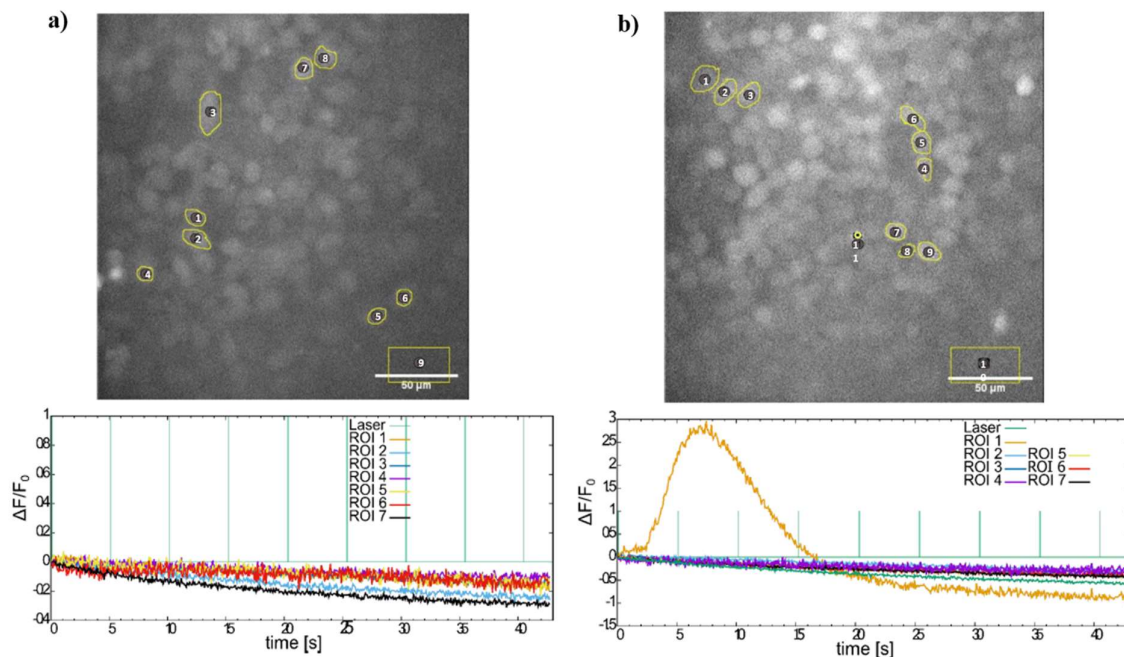 a)
8
7
3
1
2
4
6
5
9
50 µm
b)
1
2
3
6
5
4
7
1
8
9
1
1
0
50 µm
1
0.8
0.6
0.4
0.2
0
-0.2
-0.4
ΔF/F0
0 5 10 15 20 25 30 35 40
time [s]
Laser
ROI 1
ROI 2
ROI 3
ROI 4
ROI 5
ROI 6
ROI 7
3
2.5
2
1.5
1
0.5
0
-0.5
-1
-1.5
ΔF/F0
0 5 10 15 20 25 30 35 40
time [s]
Laser
ROI 1
ROI 2 ROI 5
ROI 3 ROI 6
ROI 4 ROI 7